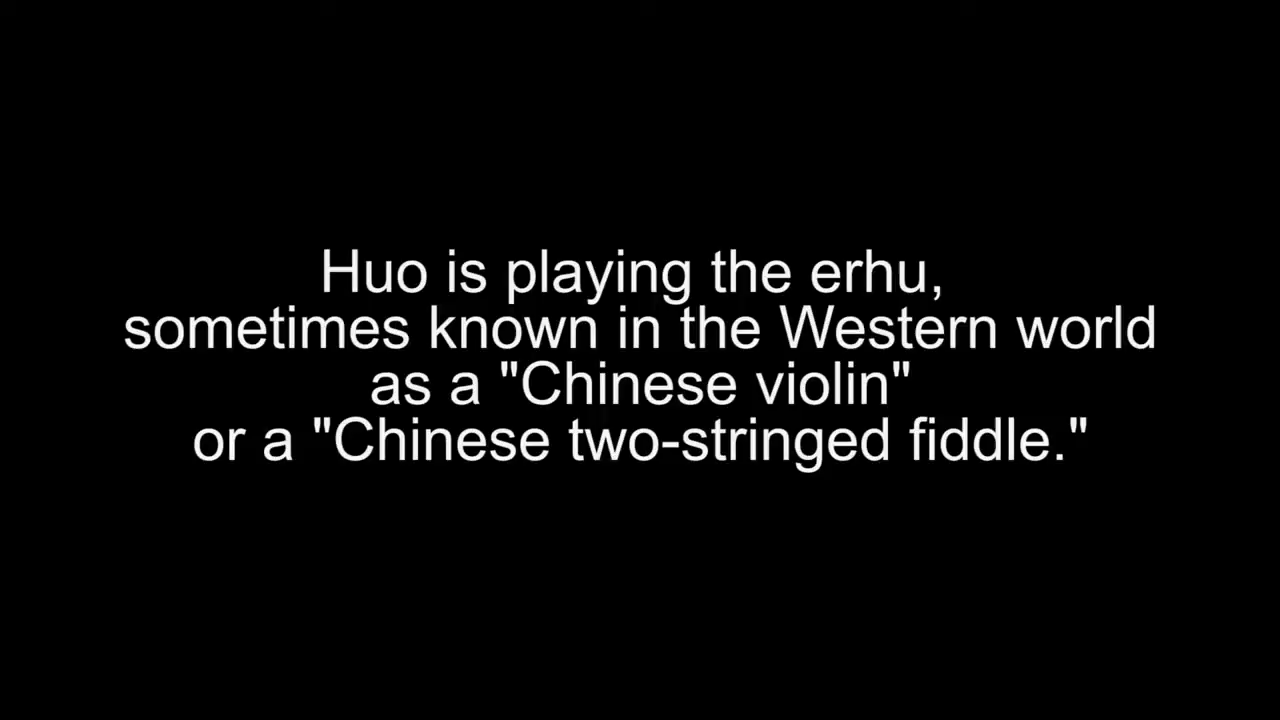 Huo is playing the erhu,
sometimes known in the Western world
as a "Chinese violin"
or a "Chinese two-stringed fiddle."